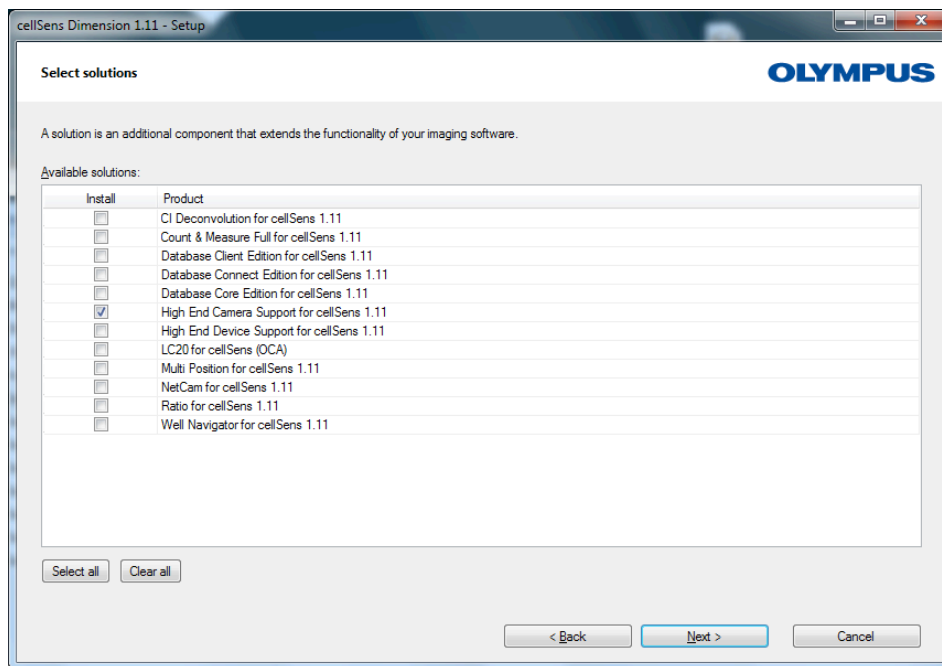 cellSens Dimension 1.11 - Setup
Select solutions
OLYMPUS
A solution is an additional component that extends the functionality of your imaging software.
Available solutions:
Install Product
CI Deconvolution for cellSens 1.11
Count & Measure Full for cellSens 1.11
Database Client Edition for cellSens 1.11
Database Connect Edition for cellSens 1.11
Database Core Edition for cellSens 1.11
High End Camera Support for cellSens 1.11
High End Device Support for cellSens 1.11
LC20 for cellSens (OCA)
Multi Position for cellSens 1.11
NetCam for cellSens 1.11
Ratio for cellSens 1.11
Well Navigator for cellSens 1.11
Select all Clear all
< Back Next > Cancel